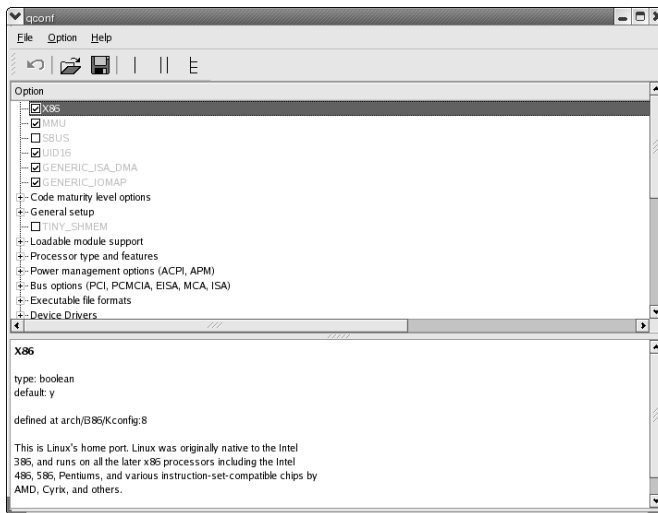 qconf
File Option Help
Option
X86
MMU
SBUS
UID16
GENERIC_ISA_DMA
GENERIC_IOMAP
Code maturity level options
General setup
TINY_SHMEM
Loadable module support
Processor type and features
Power management options (ACPI, APM)
Bus options (PCI, PCMCIA, EISA, MCA, ISA)
Executable file formats
Device Drivers
X86
type: boolean
default: y
defined at arch/i386/Kconfig:8
This is Linux's home port. Linux was originally native to the Intel
386, and runs on all the later x86 processors including the Intel
486, 586, Pentiums, and various instruction-set-compatible chips by
AMD, Cyrix, and others.